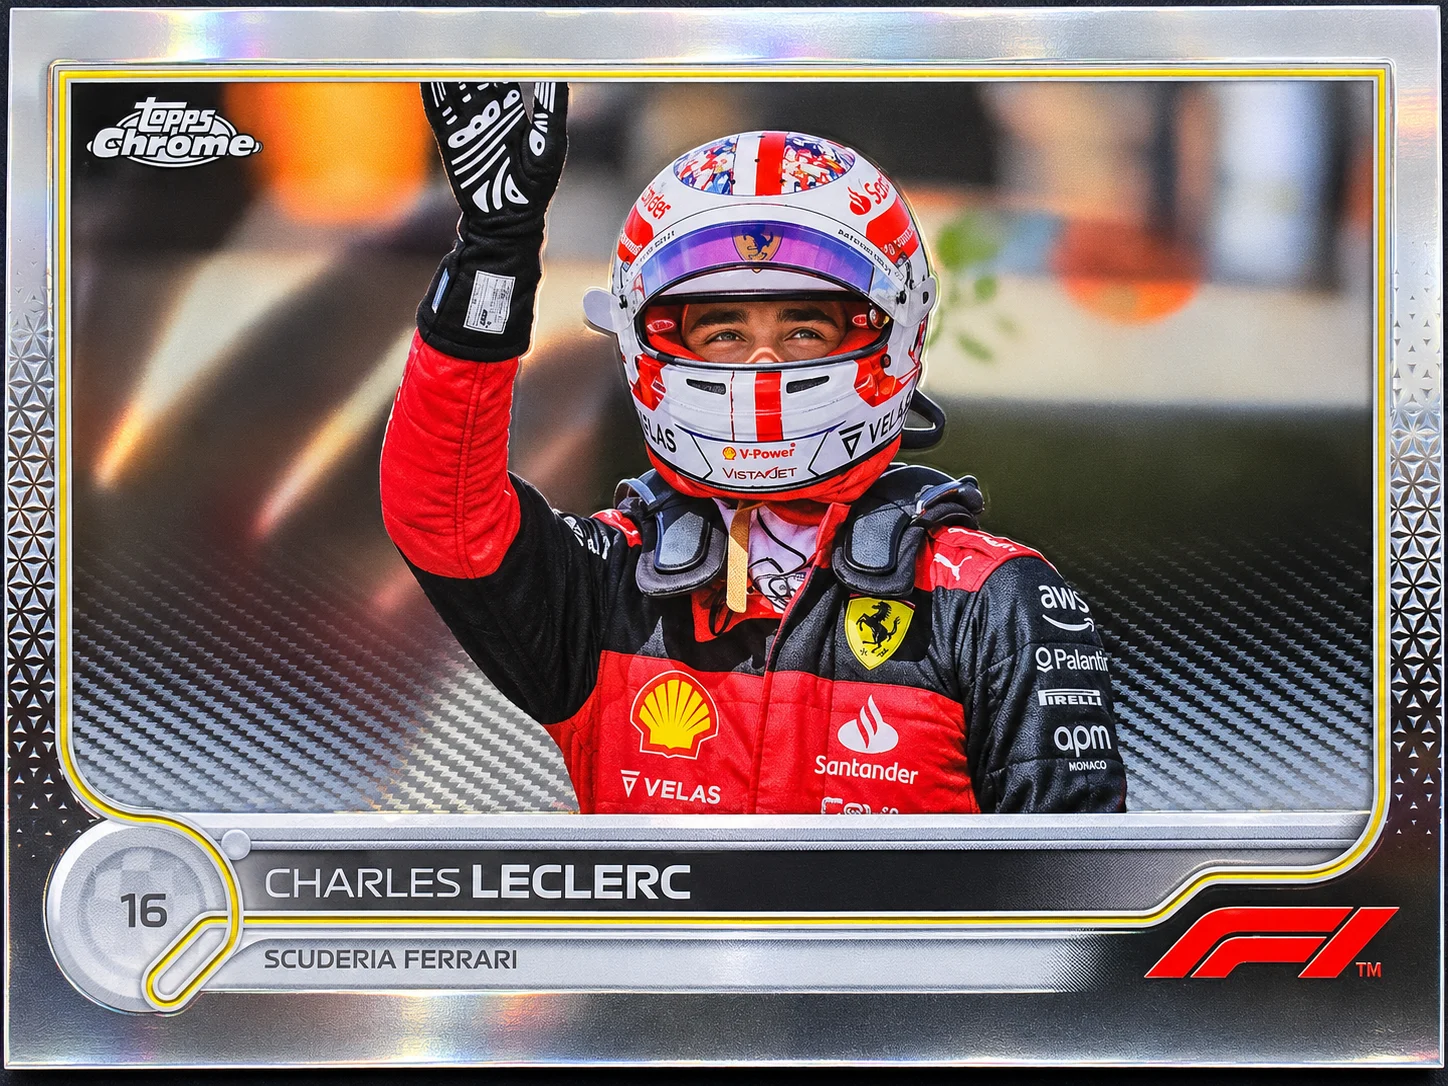 topps
Chrome
Santander
V-Power
VISTAJET
VELAS
aws
Palantir
PIRELLI
apm
MONACO
Santander
VELAS
CHARLES LECLERC
16
SCUDERIA FERRARI
F1
TM